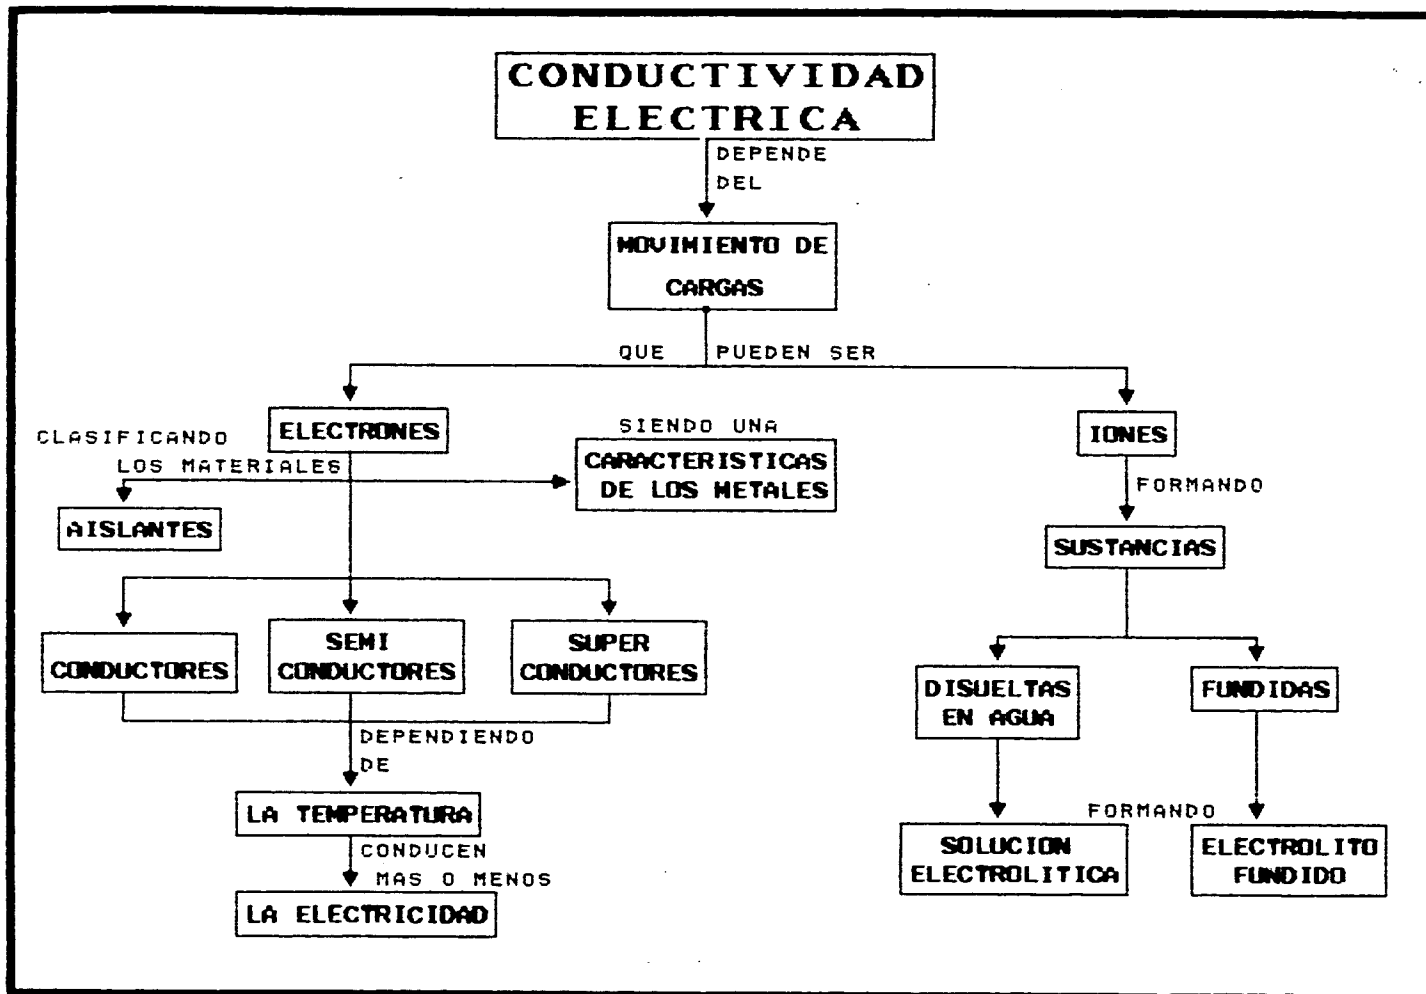 CONDUCTIVIDAD
ELECTRICA
DEPENDE
DEL
MOVIMIENTO DE
CARGAS
QUE PUEDEN SER
ELECTRONES
IONES
CLASIFICANDO
LOS MATERIALES
SIENDO UNA
CARACTERISTICAS
DE LOS METALES
FORMANDO
AISLANTES
SUSTANCIAS
CONDUCTORES
SEMI
CONDUCTORES
SUPER
CONDUCTORES
DISUELTAS
EN AGUA
FUNDIDAS
DEPENDIENDO
DE
LA TEMPERATURA
FORMANDO
CONDUCEN
MAS O MENOS
LA ELECTRICIDAD
SOLUCION
ELECTROLITICA
ELECTROLITO
FUNDIDO